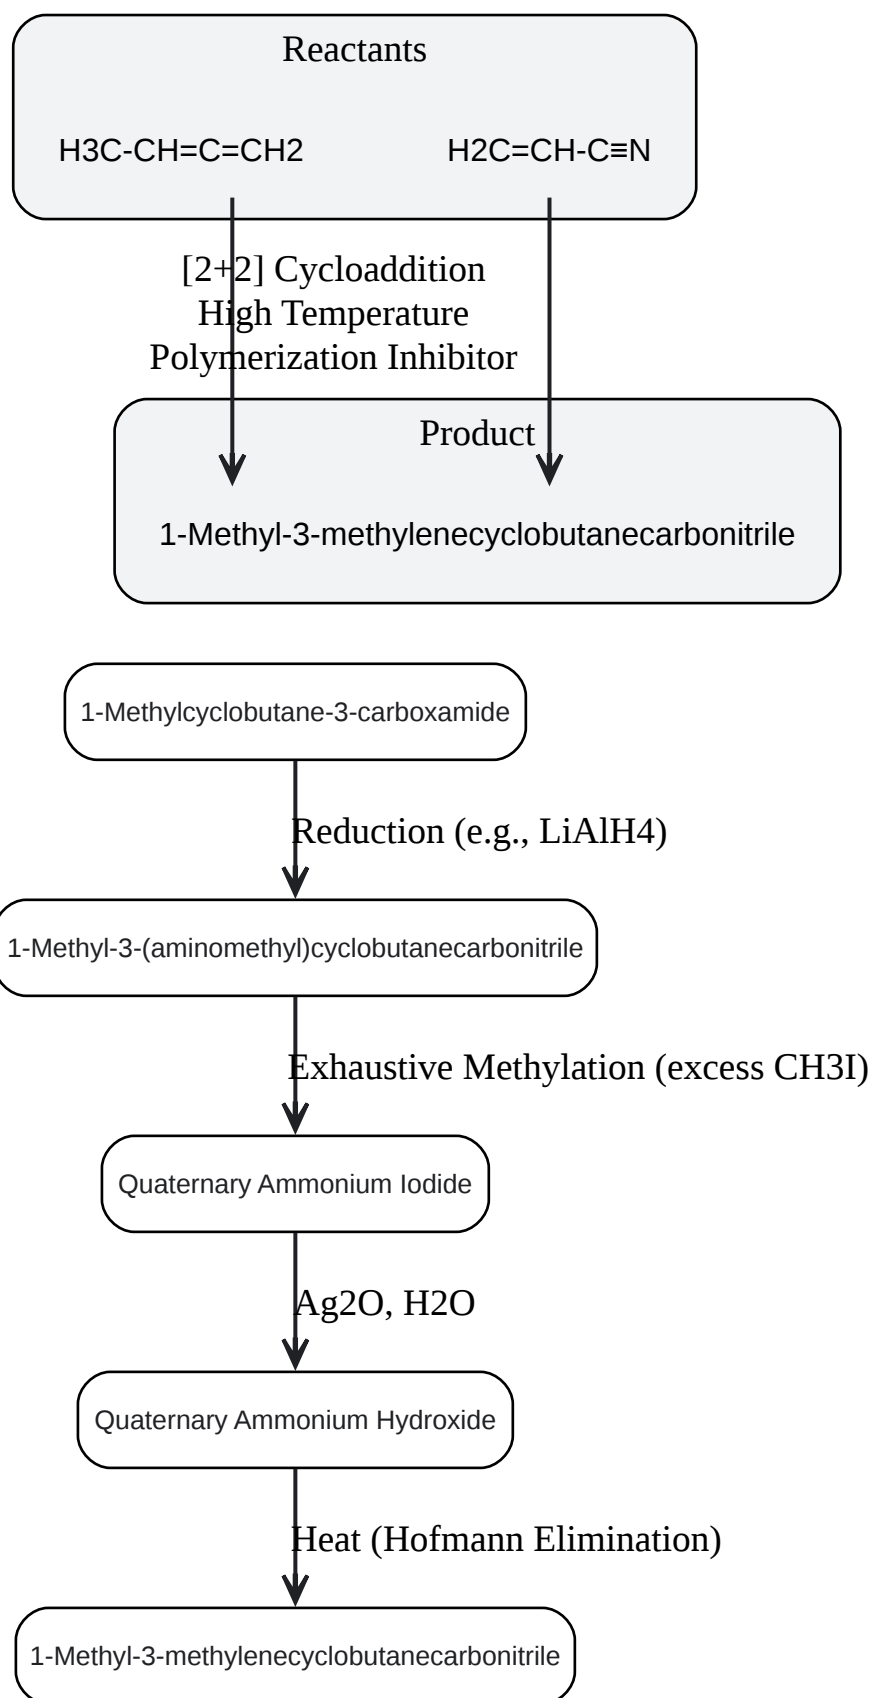 Reactants
H3C-CH=C=CH2 H2C=CH-C≡N
[2+2] Cycloaddition
High Temperature
Polymerization Inhibitor
Product
1-Methyl-3-methylenecyclobutanecarbonitrile
1-Methylcyclobutane-3-carboxamide
Reduction (e.g., LiAlH4)
1-Methyl-3-(aminomethyl)cyclobutanecarbonitrile
Exhaustive Methylation (excess CH3I)
Quaternary Ammonium Iodide
Ag2O, H2O
Quaternary Ammonium Hydroxide
Heat (Hofmann Elimination)
1-Methyl-3-methylenecyclobutanecarbonitrile